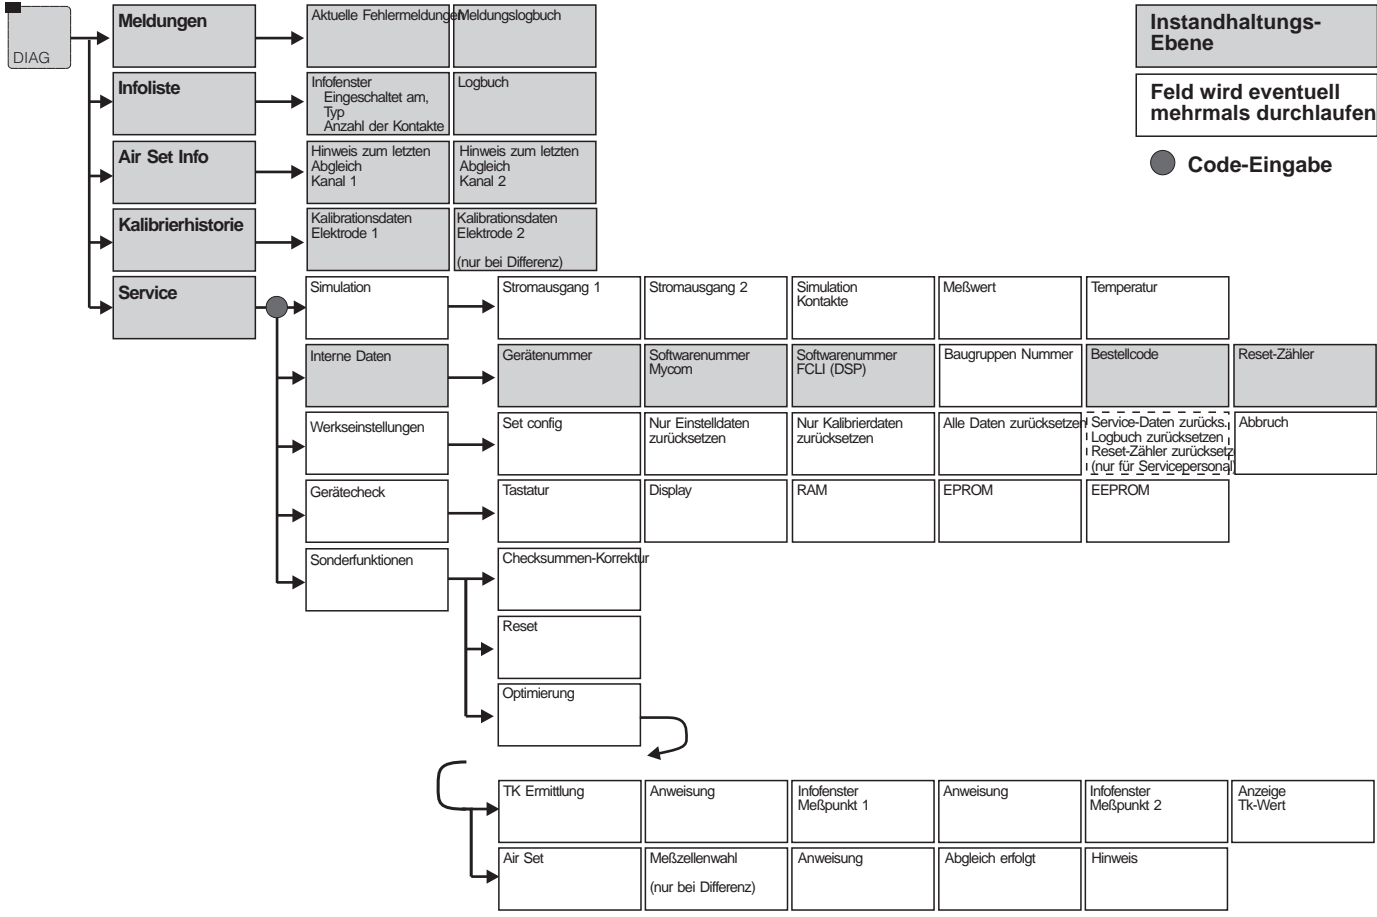 DIAG
Meldungen
Aktuelle Fehlermeldungen
Meldungslogbuch
Instandhaltungs-
Ebene
Infoliste
Infofenster
Eingeschaltet am,
Typ
Anzahl der Kontakte
Logbuch
Feld wird eventuell
mehrmals durchlaufen
Air Set Info
Hinweis zum letzten
Abgleich
Kanal 1
Hinweis zum letzten
Abgleich
Kanal 2
Code-Eingabe
Kalibrierhistorie
Kalibrationsdaten
Elektrode 1
Kalibrationsdaten
Elektrode 2
(nur bei Differenz)
Service
Simulation
Stromausgang 1
Stromausgang 2
Simulation
Kontakte
Meßwert
Temperatur
Interne Daten
Gerätenummer
Softwarenummer
Mycom
Softwarenummer
FCLI (DSP)
Baugruppen Nummer
Bestellcode
Reset-Zähler
Werkseinstellungen
Set config
Nur Einstelldaten
zurücksetzen
Nur Kalibrierdaten
zurücksetzen
Alle Daten zurücksetzen
Service-Daten zurücks.
Logbuch zurücksetzen
Reset-Zähler zurücksetz
(nur für Servicepersonal)
Abbruch
Gerätecheck
Tastatur
Display
RAM
EPROM
EEPROM
Sonderfunktionen
Checksummen-Korrektur
Reset
Optimierung
TK Ermittlung
Anweisung
Infofenster
Meßpunkt 1
Anweisung
Infofenster
Meßpunkt 2
Anzeige
Tk-Wert
Air Set
Meßzellenwahl
(nur bei Differenz)
Anweisung
Abgleich erfolgt
Hinweis